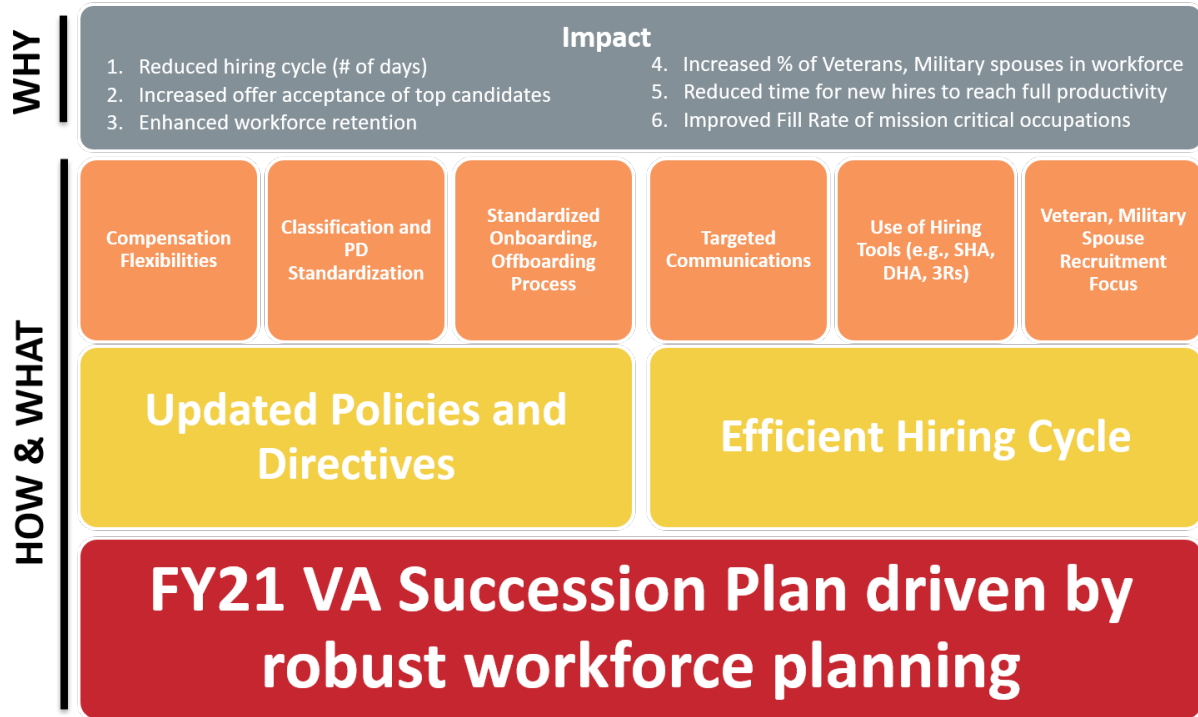 WHY
Impact
1. Reduced hiring cycle (# of days)
2. Increased offer acceptance of top candidates
3. Enhanced workforce retention
4. Increased % of Veterans, Military spouses in workforce
5. Reduced time for new hires to reach full productivity
6. Improved Fill Rate of mission critical occupations
HOW & WHAT
Compensation
Flexibilities
Classification and
PD
Standardization
Standardized
Onboarding,
Offboarding
Process
Targeted
Communications
Use of Hiring
Tools (e.g., SHA,
DHA, 3Rs)
Veteran, Military
Spouse
Recruitment
Focus
Updated Policies and
Directives
Efficient Hiring Cycle
FY21 VA Succession Plan driven by
robust workforce planning